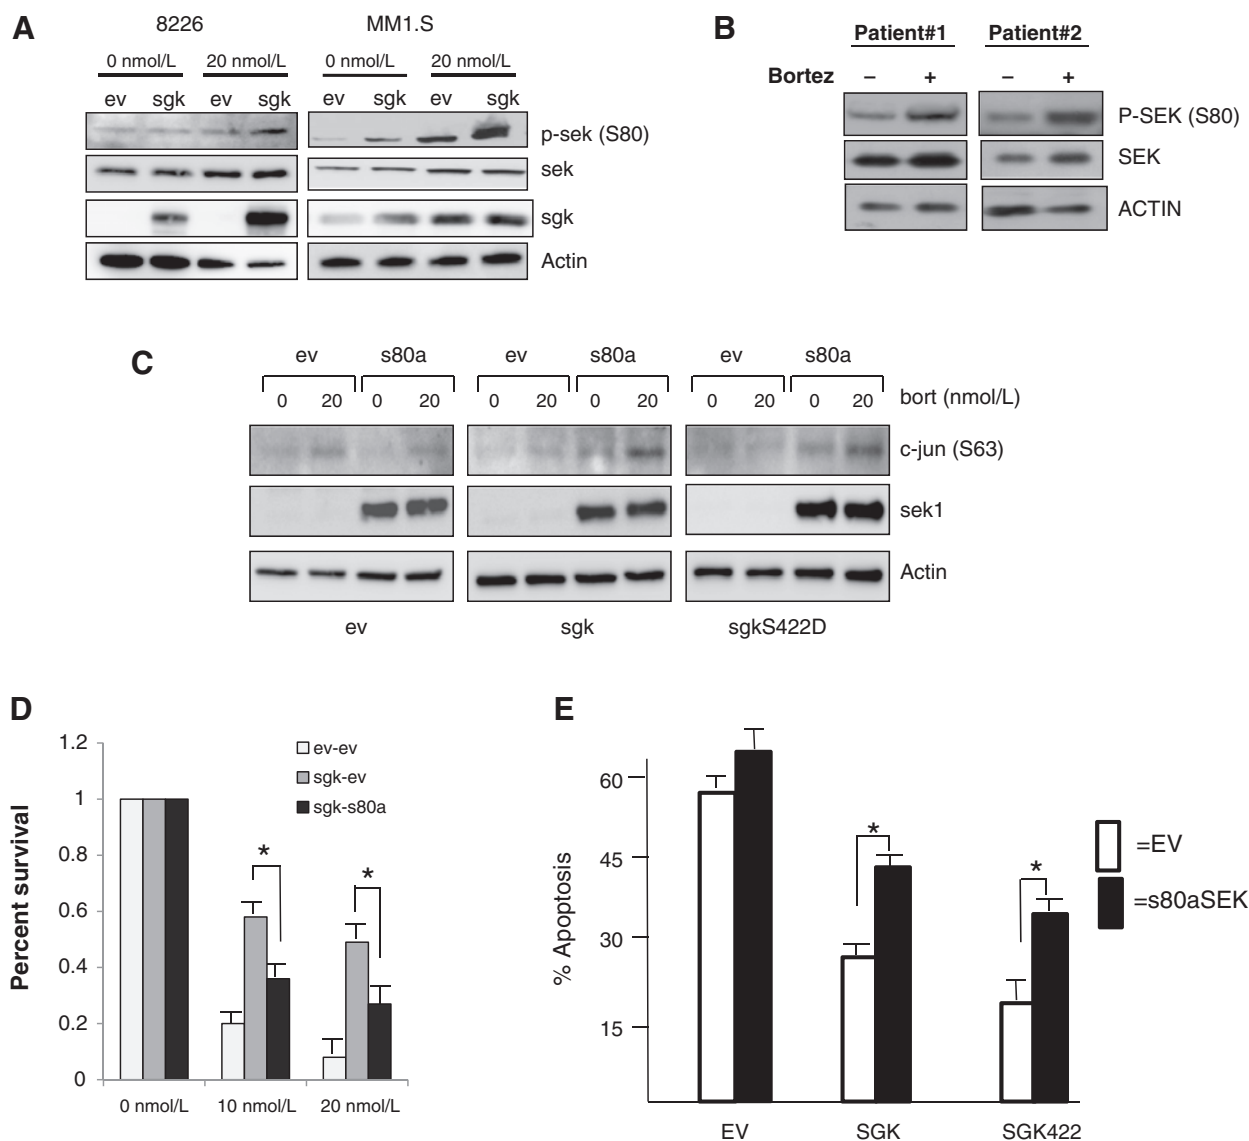 A
8226
MM1.S
0 nmol/L
20 nmol/L
0 nmol/L
20 nmol/L
ev
sgk
ev
sgk
ev
sgk
ev
sgk
p-sek (S80)
sek
sgk
Actin
B
Patient#1
Patient#2
Bortez
–
+
–
+
P-SEK (S80)
SEK
ACTIN
C
ev
s80a
ev
s80a
ev
s80a
0
20
0
20
0
20
0
20
0
20
0
20
bort (nmol/L)
c-jun (S63)
sek1
Actin
ev
sgk
sgkS422D
D
Percent survival
1.2
1
0.8
0.6
0.4
0.2
0
ev-ev
sgk-ev
sgk-s80a
*
*
0 nmol/L
10 nmol/L
20 nmol/L
E
% Apoptosis
60
45
30
15
*
*
=EV
=s80aSEK
EV
SGK
SGK422